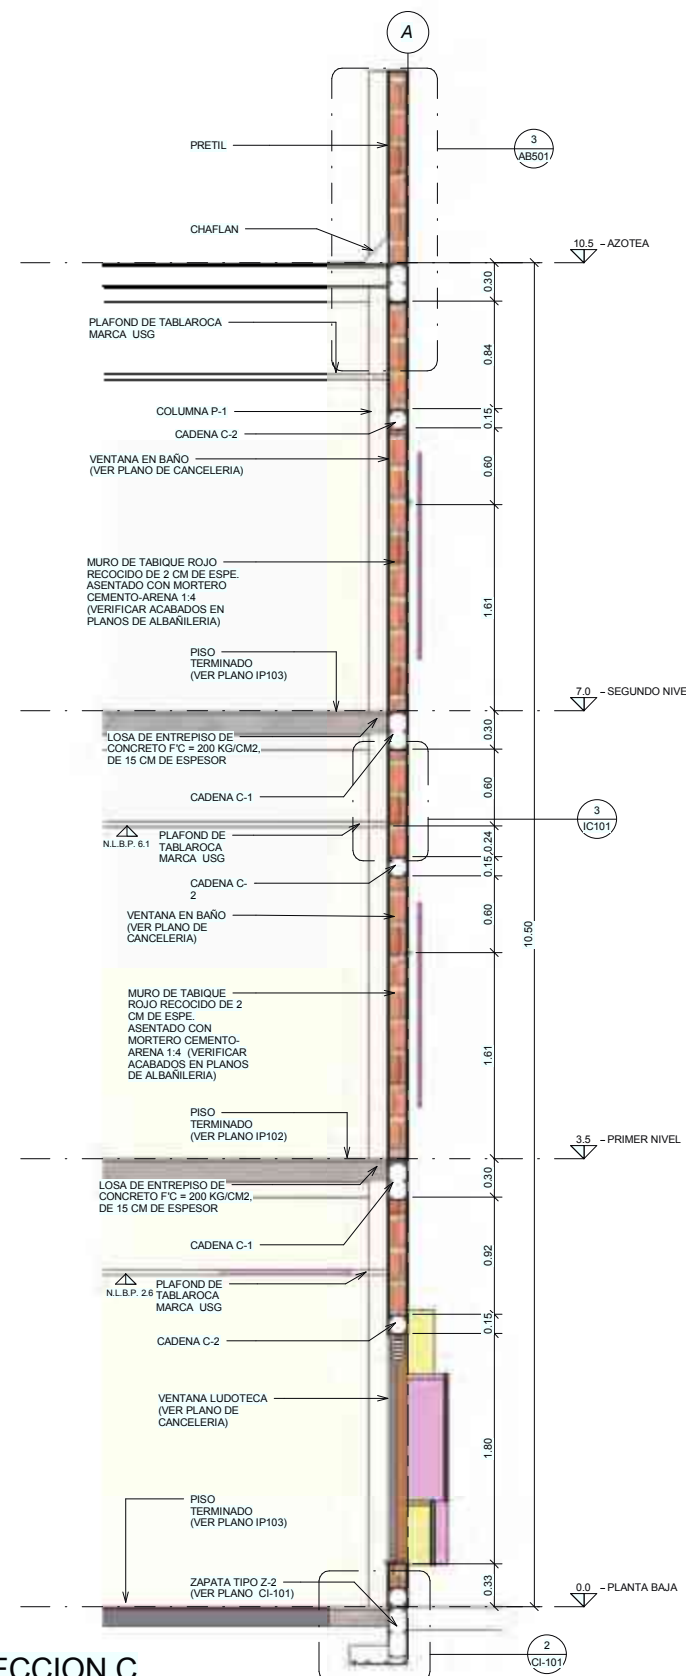 A
PRETIL
3
AB501
CHAFLAN
10.5
AZOTEA
0.30
PLAFOND DE TABLAROCA
MARCA USG
0.84
COLUMNA P-1
0.15
CADENA C-2
VENTANA EN BAÑO
(VER PLANO DE CANCELERIA)
0.60
MURO DE TABIQUE ROJO
RECOCIDO DE 2 CM DE ESPE.
ASENTADO CON MORTERO
CEMENTO-ARENA 1:4
(VERIFICAR ACABADOS EN
PLANOS DE ALBAÑILERIA)
1.61
PISO
TERMINADO
(VER PLANO IP103)
7.0
SEGUNDO NIVE
0.30
LOSA DE ENTREPISO DE
CONCRETO F'C = 200 KG/CM2,
DE 15 CM DE ESPESOR
CADENA C-1
0.60
3
IC101
N.L.B.P. 6.1
PLAFOND DE
TABLAROCA
MARCA USG
0.24
0.15
CADENA C-
2
VENTANA EN BAÑO
(VER PLANO DE
CANCELERIA)
0.60
10.50
MURO DE TABIQUE
ROJO RECOCIDO DE 2
CM DE ESPE.
ASENTADO CON
MORTERO CEMENTO-
ARENA 1:4 (VERIFICAR
ACABADOS EN PLANOS
DE ALBAÑILERIA)
1.61
PISO
TERMINADO
(VER PLANO IP102)
3.5
PRIMER NIVEL
0.30
LOSA DE ENTREPISO DE
CONCRETO F'C = 200 KG/CM2,
DE 15 CM DE ESPESOR
CADENA C-1
0.92
N.L.B.P. 2.6
PLAFOND DE
TABLAROCA
MARCA USG
0.15
CADENA C-2
VENTANA LUDOTECA
(VER PLANO DE
CANCELERIA)
1.80
PISO
TERMINADO
(VER PLANO IP103)
ZAPATA TIPO Z-2
(VER PLANO CI-101)
0.33
0.0
PLANTA BAJA
2
CI-101
ECCION C